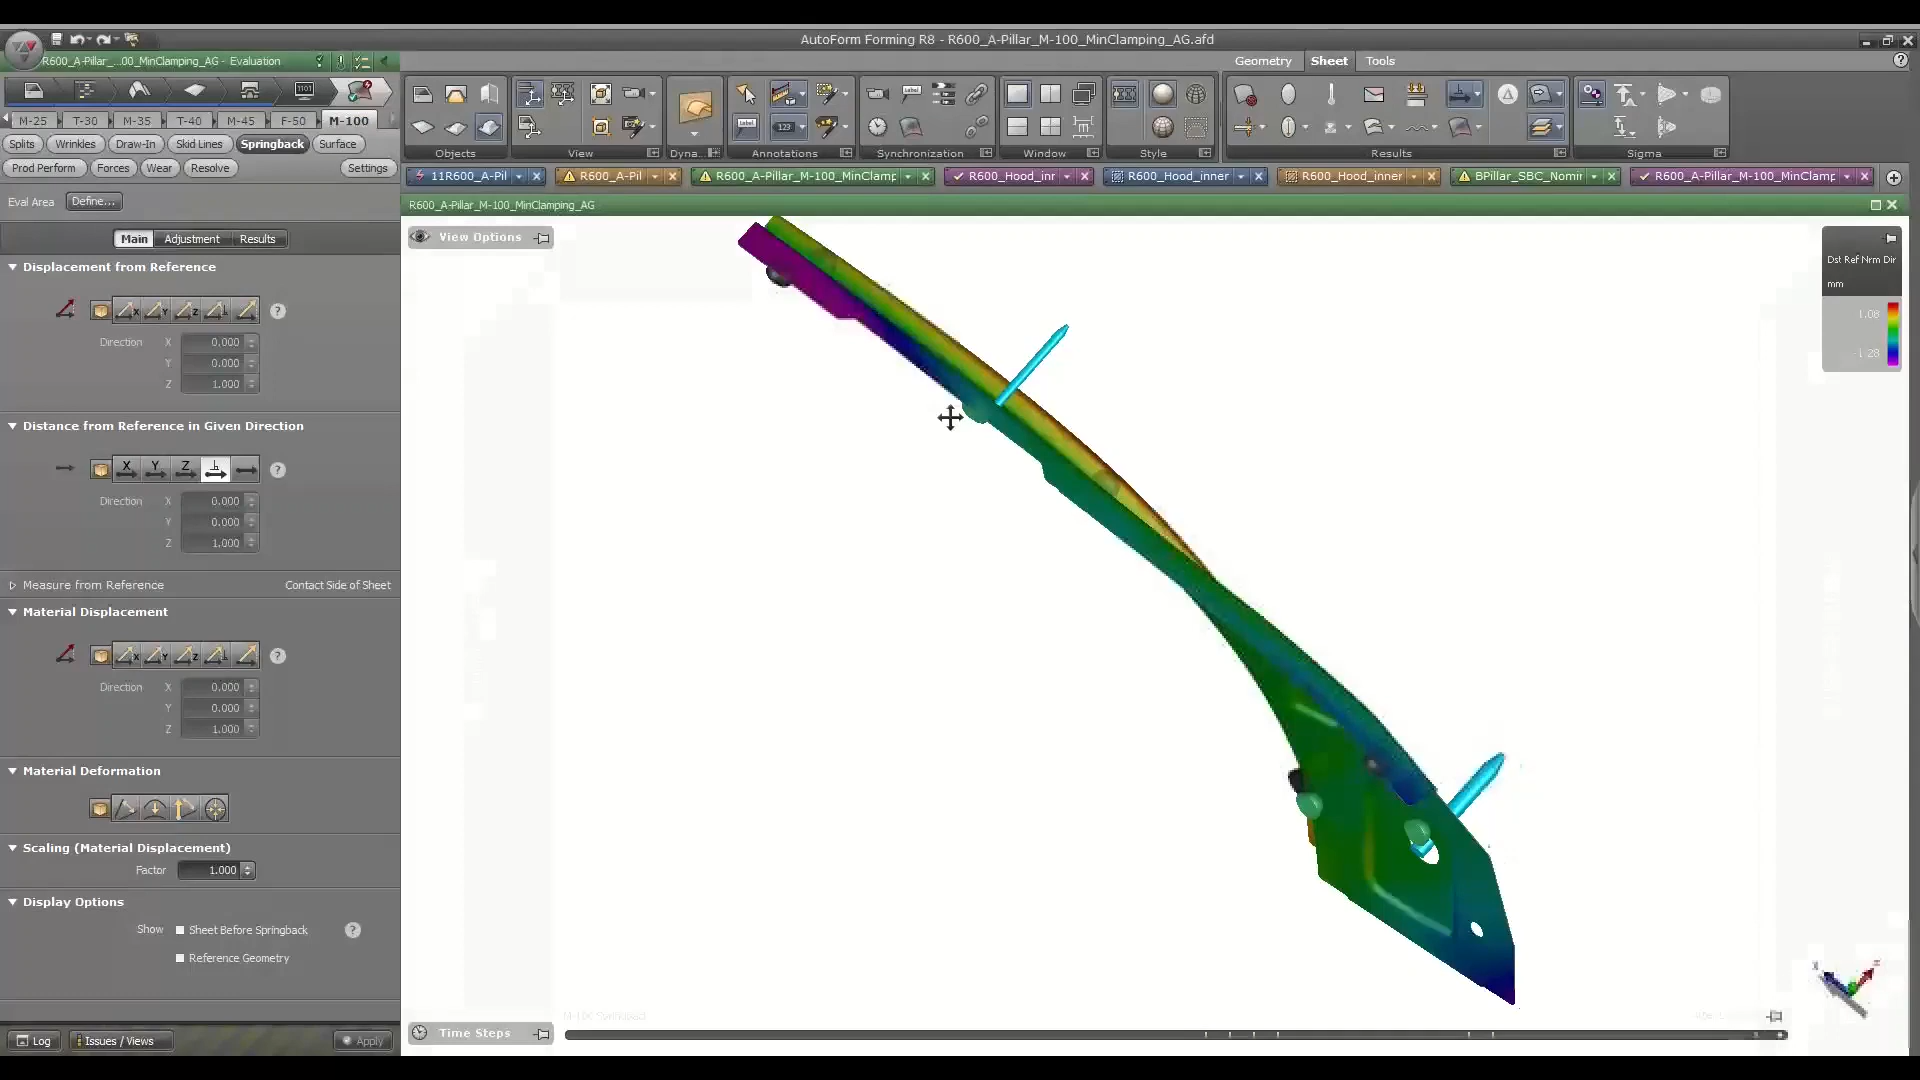 AutoForm Forming R8 - R600_A-Pillar_M-100_MinClamping_AG.afd
R600_A-Pillar_...00_MinClamping_AG - Evaluation
Geometry Sheet Tools
M-25 T-30 M-35 T-40 M-45 F-50 M-100
Splits Wrinkles Draw-In Skid Lines Springback Surface
Objects View Dyna... Annotations Synchronization Window Style Results Sigma
Prod Perform Forces Wear Resolve Settings
11R600_A-Pil R600_A-Pil R600_A-Pillar_M-100_MinClamp R600_Hood_inr R600_Hood_inner R600_Hood_inner BPillar_SBC_Nomir R600_A-Pillar_M-100_MinClamp
Eval Area Define...
R600_A-Pillar_M-100_MinClamping_AG
View Options
Main Adjustment Results
Dst Ref Nrm Dir
mm
1.08
-1.28
Displacement from Reference
X Y Z
Direction X 0.000
Y 0.000
Z 1.000
Distance from Reference in Given Direction
X Y Z
Direction X 0.000
Y 0.000
Z 1.000
Measure from Reference Contact Side of Sheet
Material Displacement
X Y Z
Direction X 0.000
Y 0.000
Z 1.000
Material Deformation
Scaling (Material Displacement)
Factor 1.000
Display Options
Show Sheet Before Springback
Reference Geometry
M-100 Springback
Time Steps
Log Issues / Views Apply